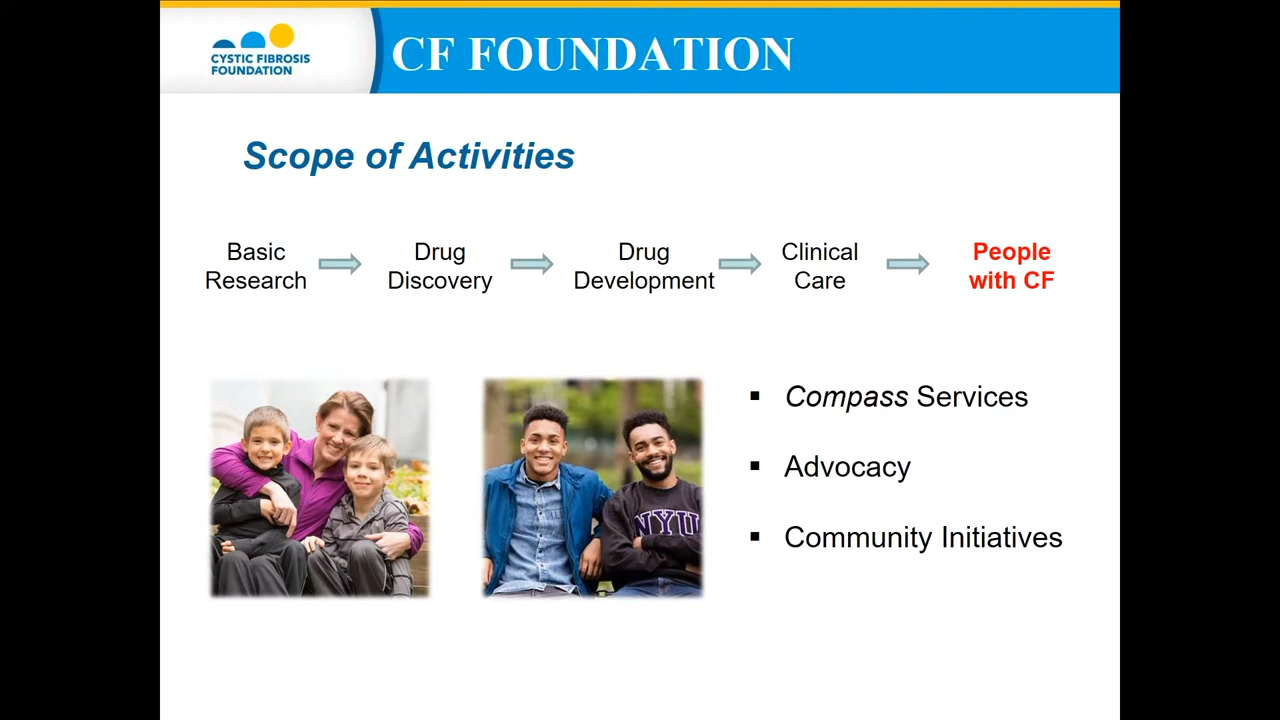 CYSTIC FIBROSIS
FOUNDATION
CF FOUNDATION
Scope of Activities
Basic
Research
Drug
Discovery
Drug
Development
Clinical
Care
People
with CF
Compass Services
Advocacy
Community Initiatives
NYU